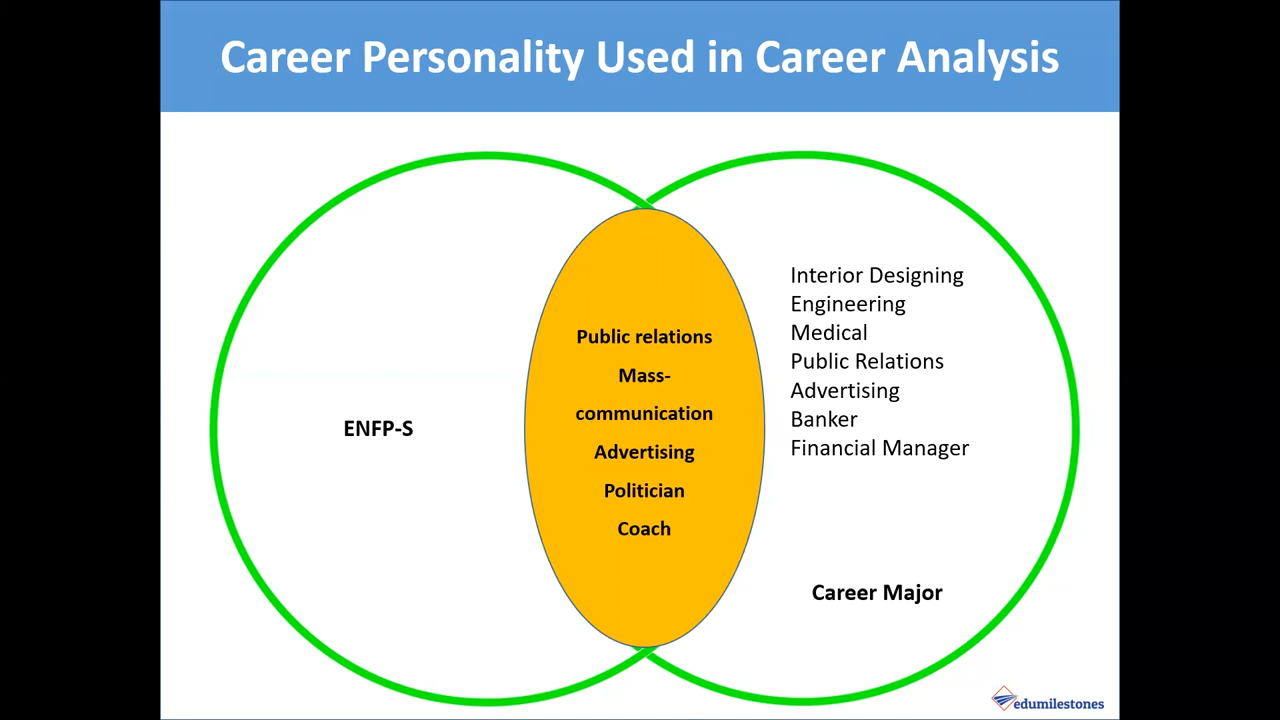 Career Personality Used in Career Analysis
ENFP-S
Public relations
Mass-
communication
Advertising
Politician
Coach
Interior Designing
Engineering
Medical
Public Relations
Advertising
Banker
Financial Manager
Career Major
edumilestones